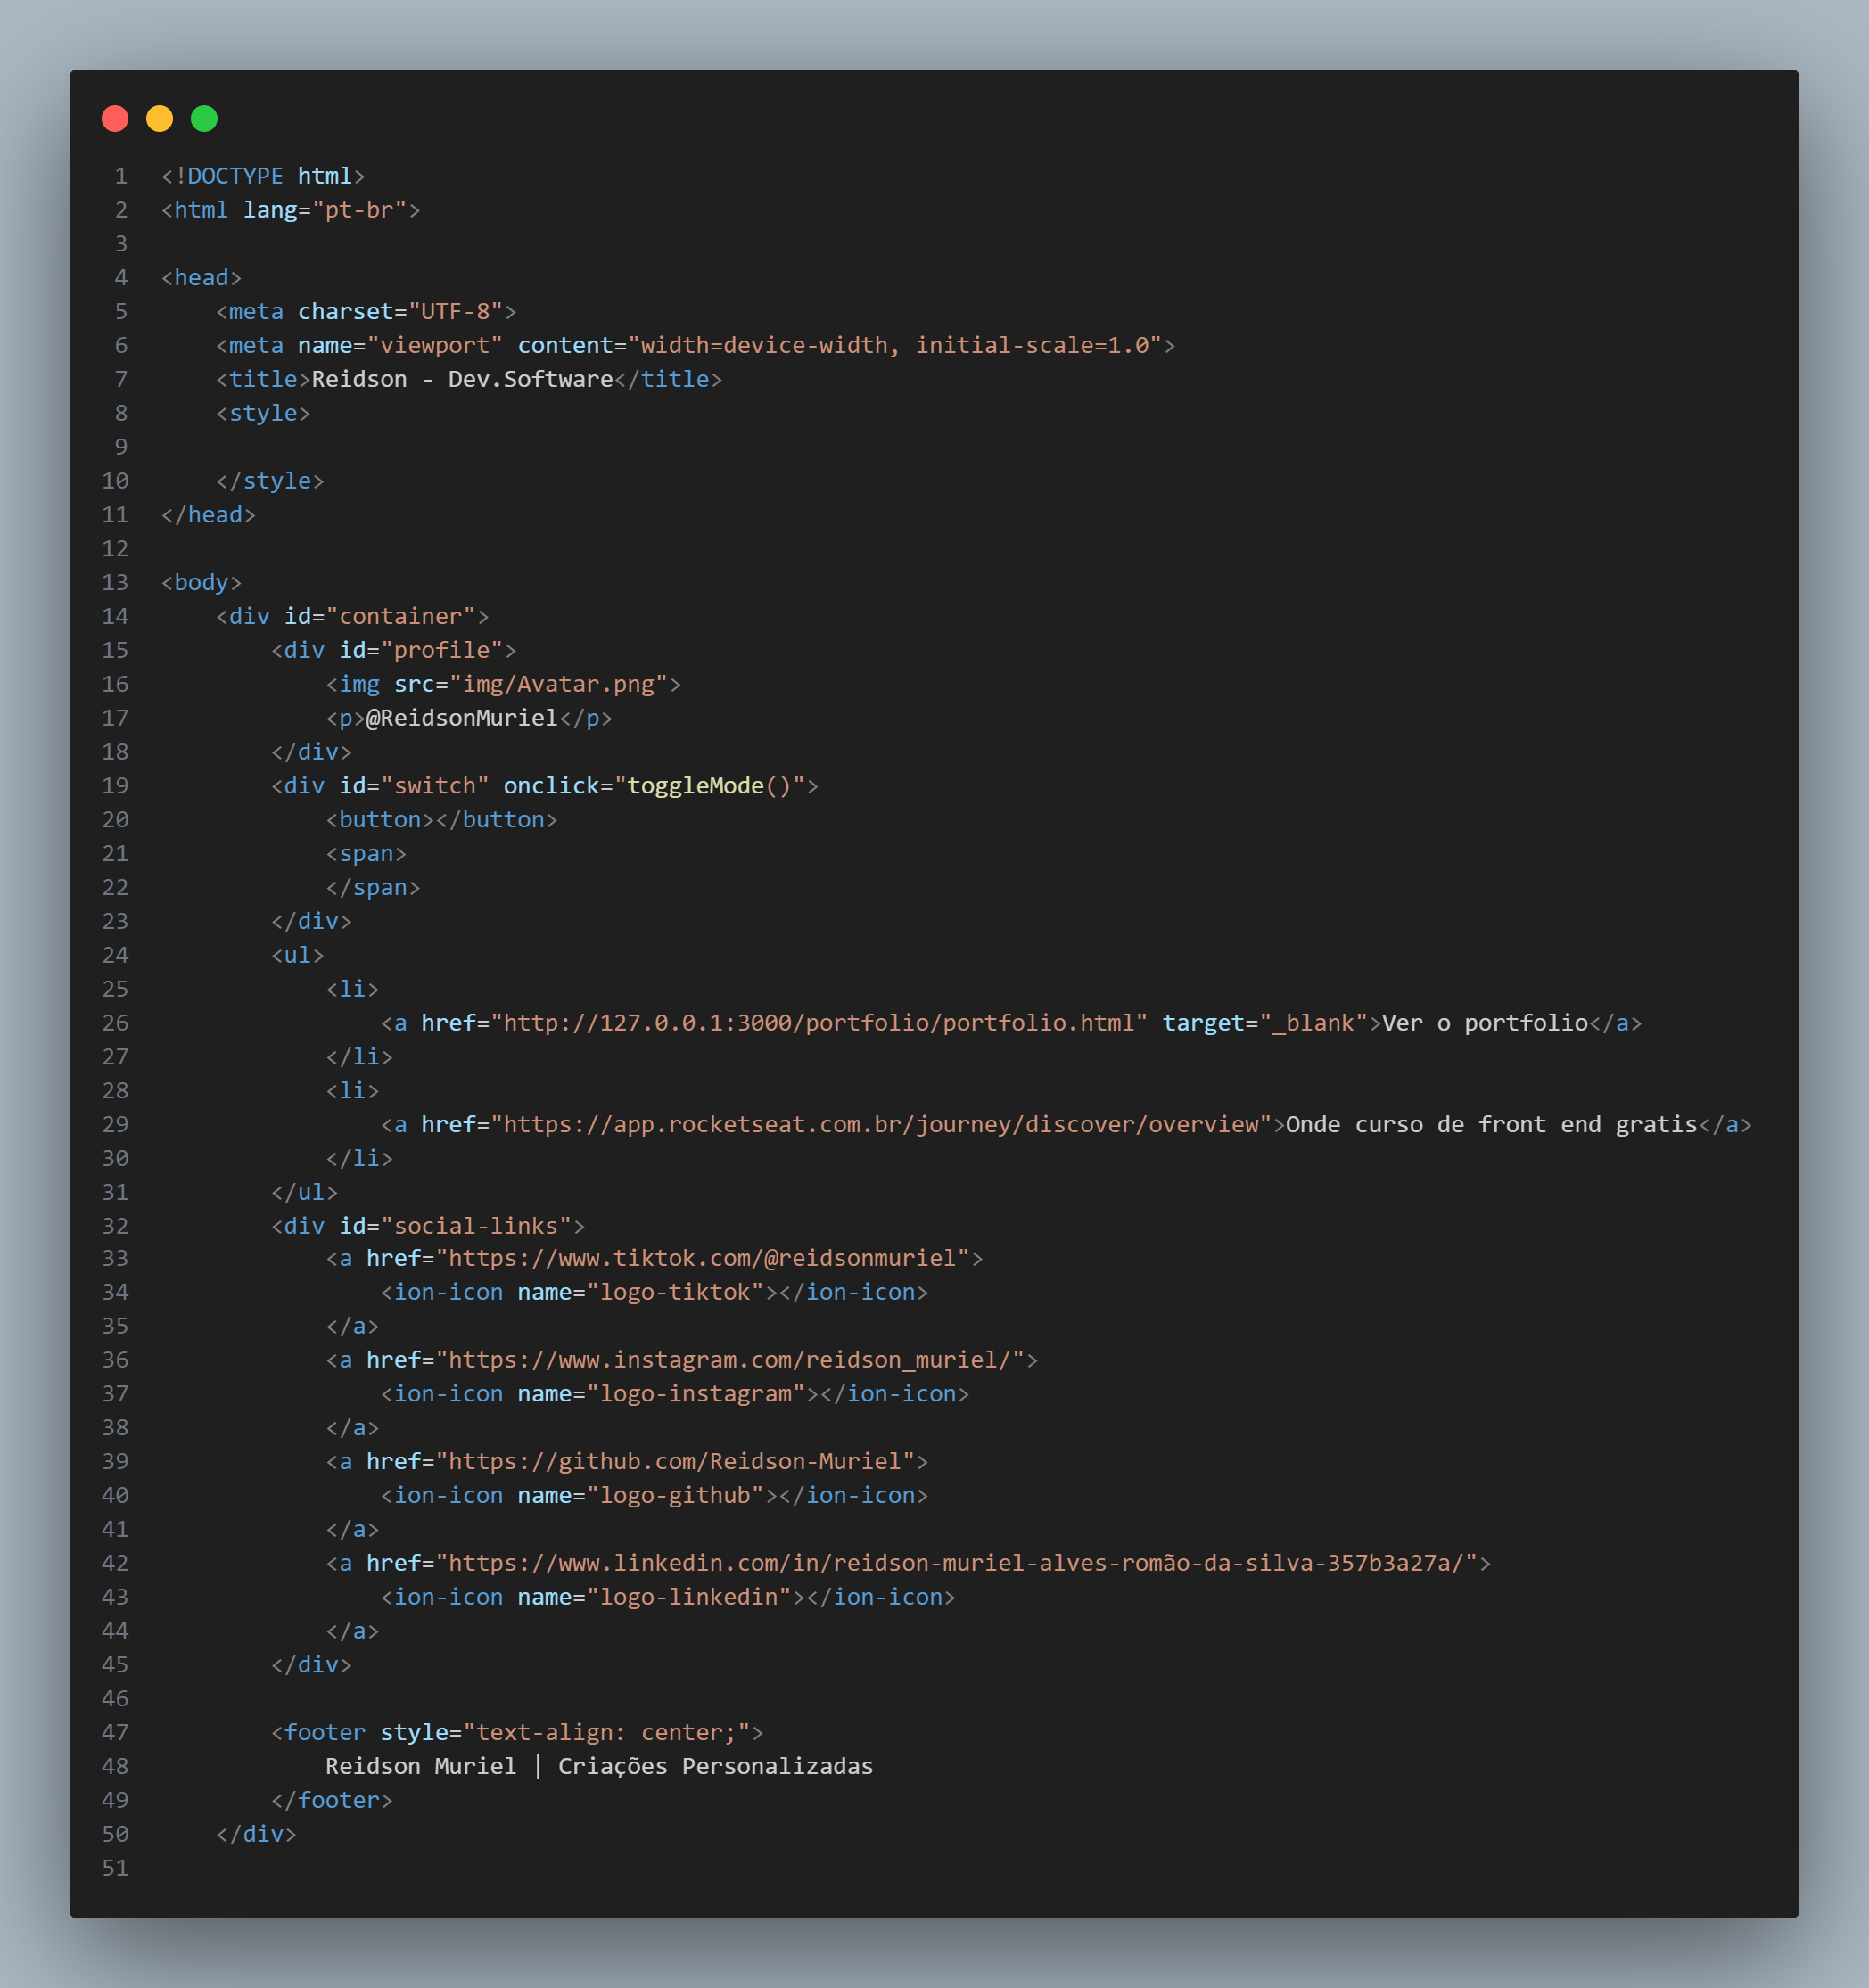 1 <!DOCTYPE html>
2 <html lang="pt-br">
3
4 <head>
5     <meta charset="UTF-8">
6     <meta name="viewport" content="width=device-width, initial-scale=1.0">
7     <title>Reidson - Dev.Software</title>
8     <style>
9
10     </style>
11 </head>
12
13 <body>
14     <div id="container">
15         <div id="profile">
16             <img src="img/Avatar.png">
17             <p>@ReidsonMuriel</p>
18         </div>
19         <div id="switch" onclick="toggleMode()">
20             <button></button>
21             <span>
22             </span>
23         </div>
24         <ul>
25             <li>
26                 <a href="http://127.0.0.1:3000/portfolio/portfolio.html" target="_blank">Ver o portfolio</a>
27             </li>
28             <li>
29                 <a href="https://app.rocketseat.com.br/journey/discover/overview">Onde curso de front end gratis</a>
30             </li>
31         </ul>
32         <div id="social-links">
33             <a href="https://www.tiktok.com/@reidsonmuriel">
34                 <ion-icon name="logo-tiktok"></ion-icon>
35             </a>
36             <a href="https://www.instagram.com/reidson_muriel/">
37                 <ion-icon name="logo-instagram"></ion-icon>
38             </a>
39             <a href="https://github.com/Reidson-Muriel">
40                 <ion-icon name="logo-github"></ion-icon>
41             </a>
42             <a href="https://www.linkedin.com/in/reidson-muriel-alves-romão-da-silva-357b3a27a/">
43                 <ion-icon name="logo-linkedin"></ion-icon>
44             </a>
45         </div>
46
47         <footer style="text-align: center;">
48             Reidson Muriel | Criações Personalizadas
49         </footer>
50     </div>
51